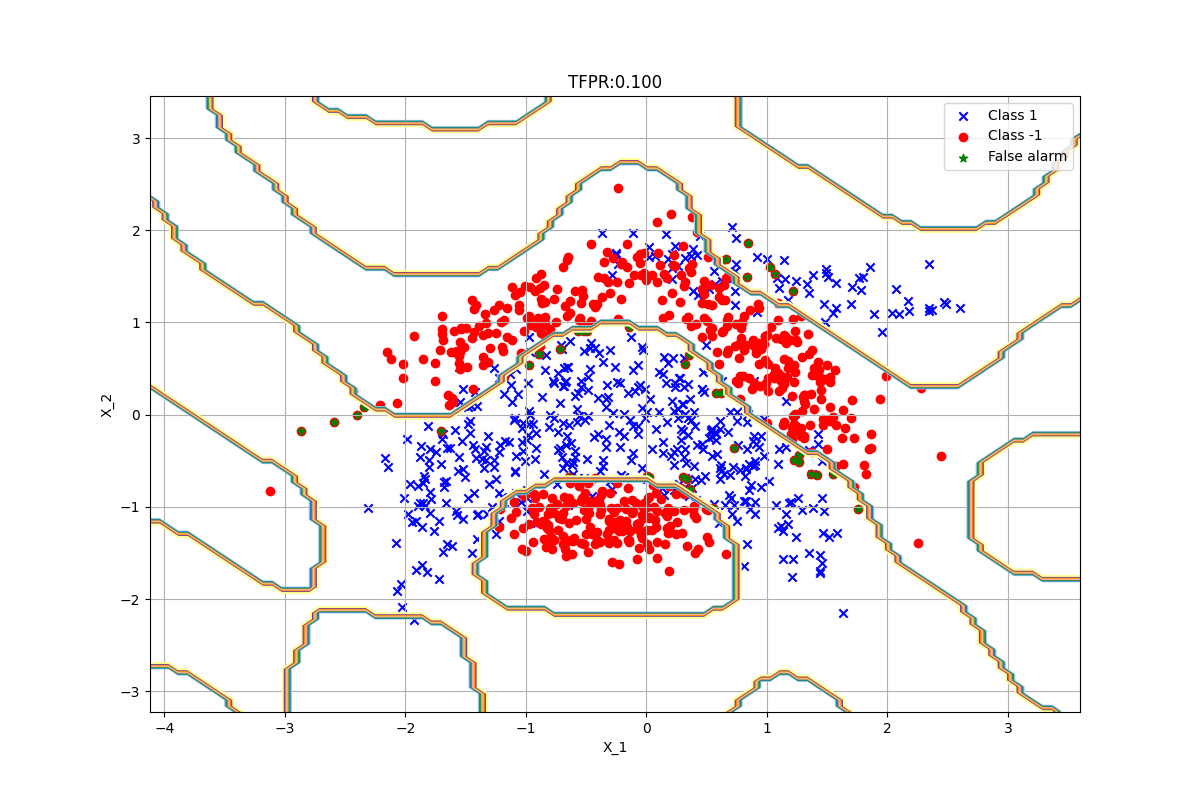 TFPR:0.100
Class 1
Class -1
False alarm
3
2
1
0
−1
−2
−3
X_2
−4 −3 −2 −1 0 1 2 3
X_1